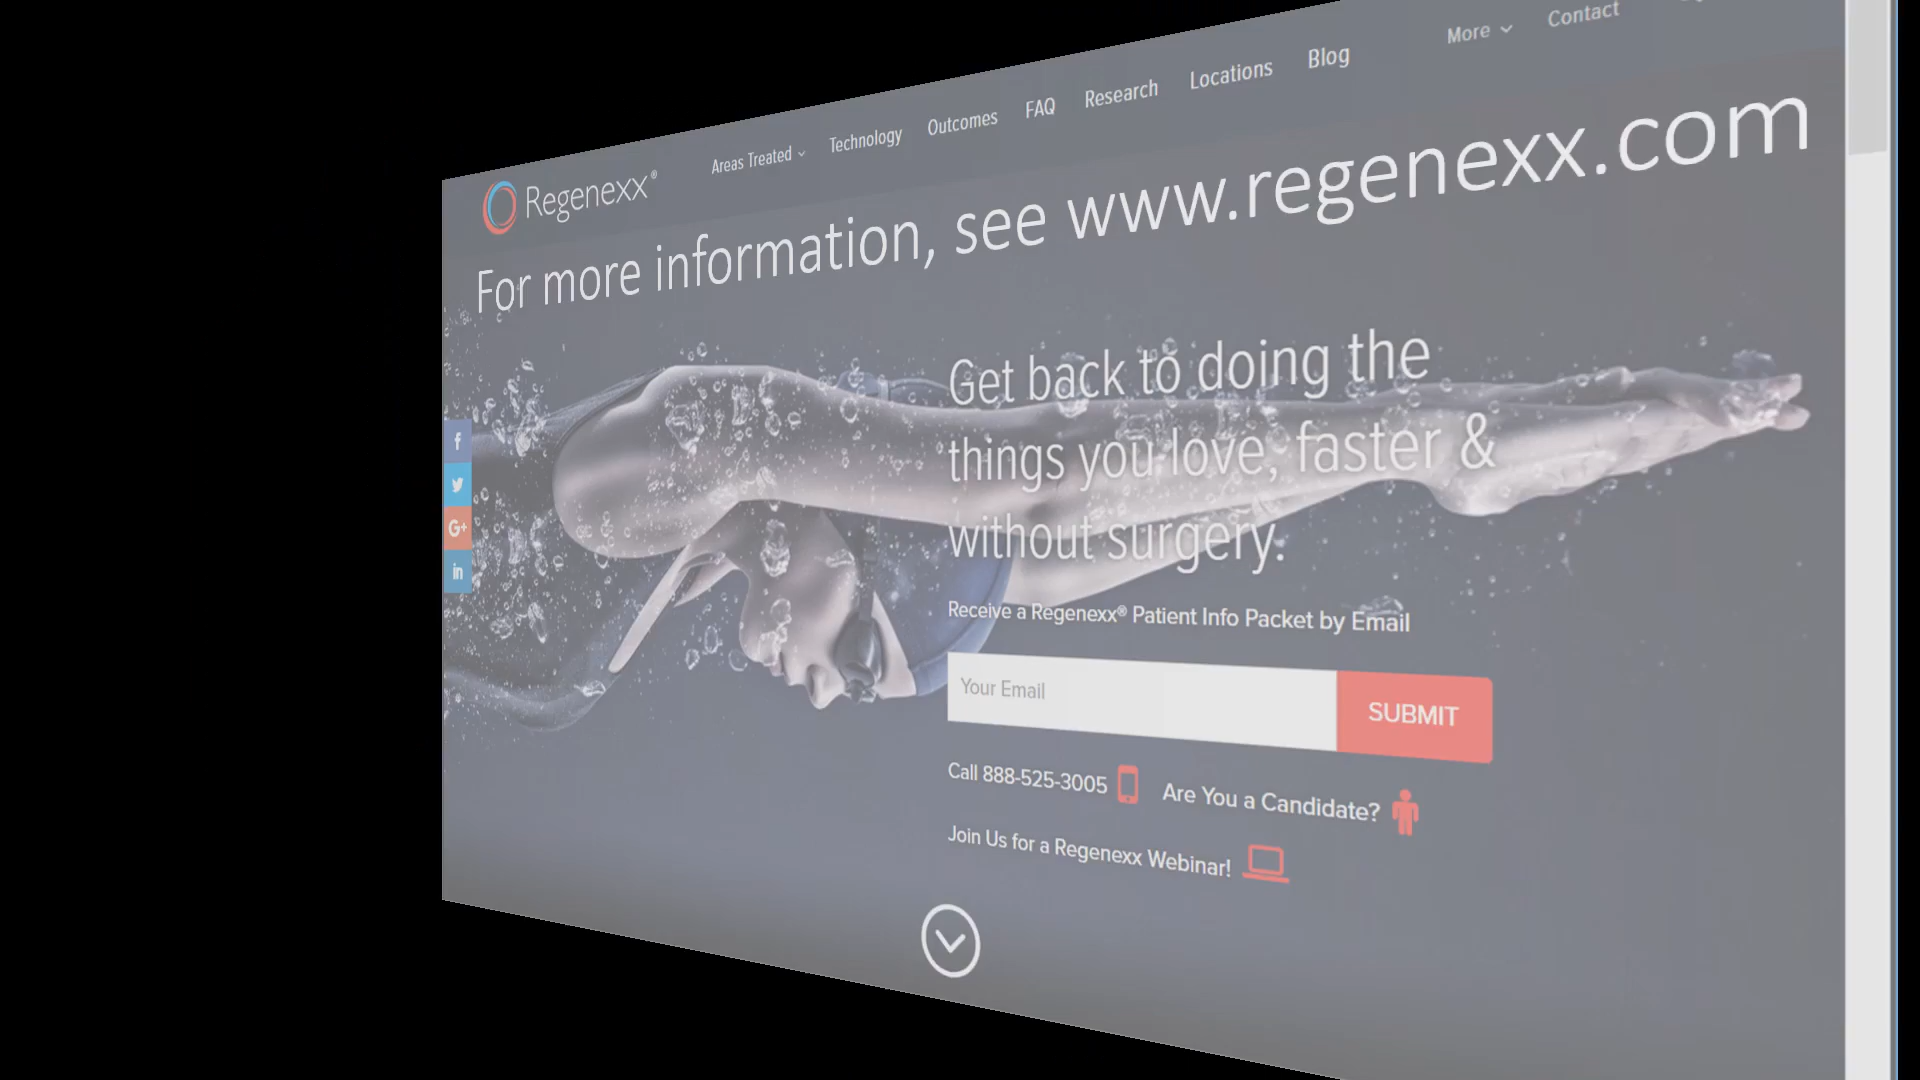 More
Contact
Areas Treated
Technology
Outcomes
FAQ
Research
Locations
Blog
Regenexx®
For more information, see www.regenexx.com
Get back to doing the
things you love, faster &
without surgery.
f
G+
in
Receive a Regenexx® Patient Info Packet by Email
Your Email
SUBMIT
Call 888-525-3005
Are You a Candidate?
Join Us for a Regenexx Webinar!